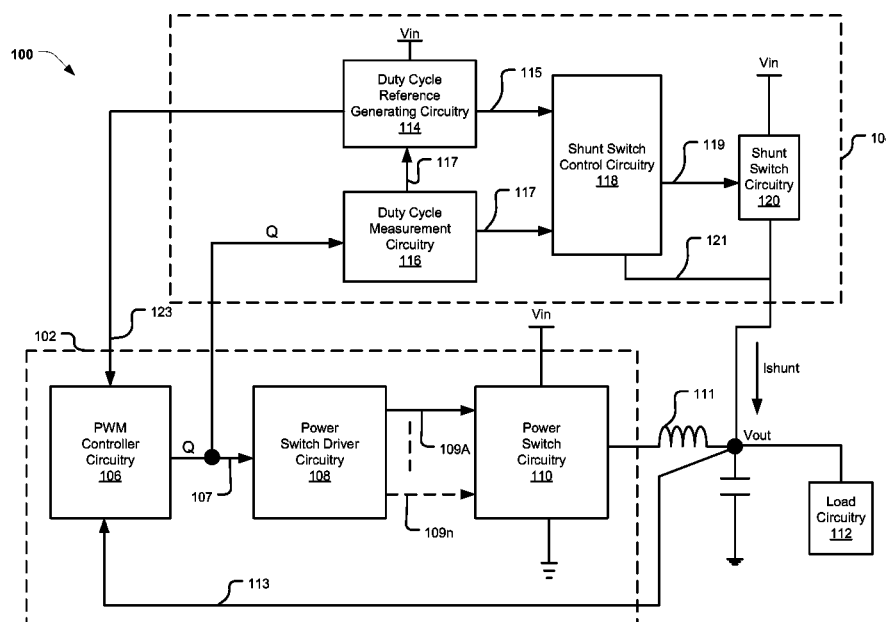 100
Vin
Duty Cycle
Reference
Generating Circuitry
114
115
Vin
Shunt Switch
Control Circuitry
118
119
Shunt
Switch
Circuitry
120
117
Duty Cycle
Measurement
Circuitry
116
117
Q
121
123
102
Vin
Ishunt
PWM
Controller
Circuitry
106
Q
107
Power
Switch Driver
Circuitry
108
109A
109n
Power
Switch
Circuitry
110
111
Vout
Load
Circuitry
112
113